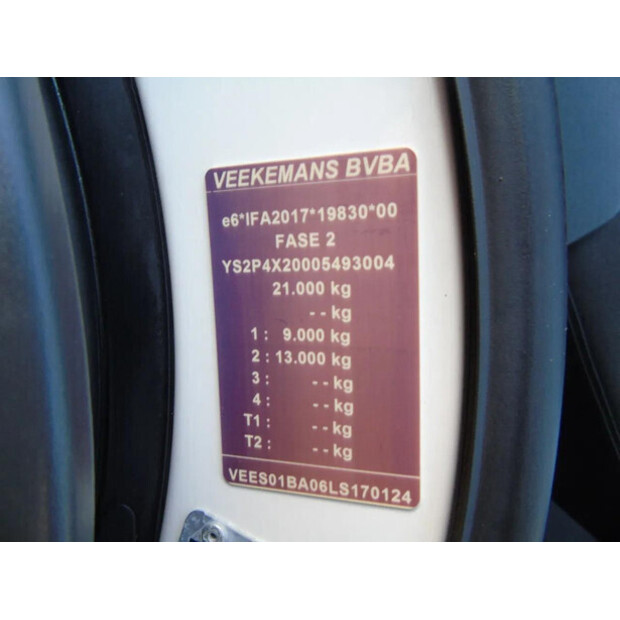 VEEKEMANS BVBA
e6*IFA2017*19830*00
FASE 2
YS2P4X20005493004
21.000 kg
- - kg
1 : 9.000 kg
2 : 13.000 kg
3 : - - kg
4 : - - kg
T1 : - - kg
T2 : - - kg
VEES01BA06LS170124